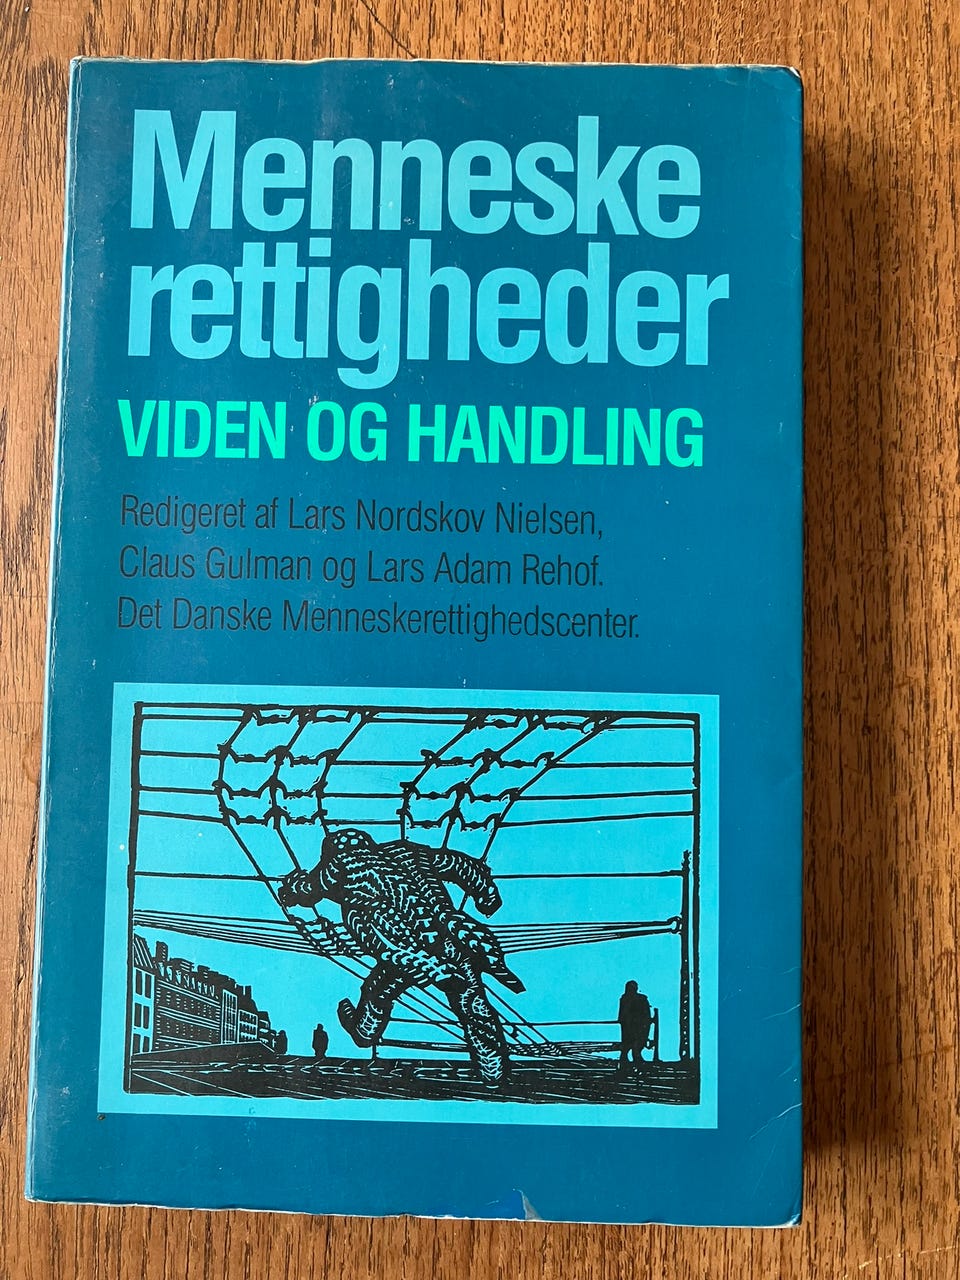 Menneske
rettigheder
VIDEN OG HANDLING
Redigeret af Lars Nordskov Nielsen,
Claus Gulman og Lars Adam Rehof.
Det Danske Menneskerettighedscenter.